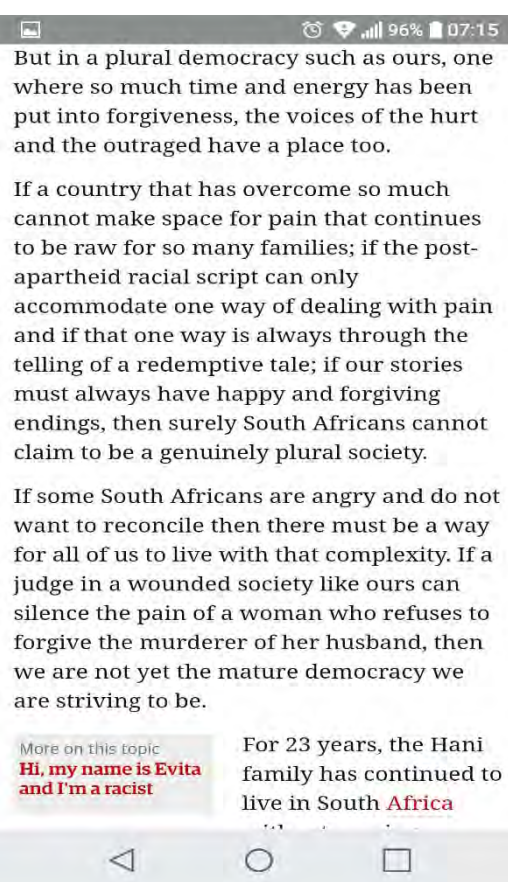 96% 07:15
But in a plural democracy such as ours, one
where so much time and energy has been
put into forgiveness, the voices of the hurt
and the outraged have a place too.
If a country that has overcome so much
cannot make space for pain that continues
to be raw for so many families; if the post-
apartheid racial script can only
accommodate one way of dealing with pain
and if that one way is always through the
telling of a redemptive tale; if our stories
must always have happy and forgiving
endings, then surely South Africans cannot
claim to be a genuinely plural society.
If some South Africans are angry and do not
want to reconcile then there must be a way
for all of us to live with that complexity. If a
judge in a wounded society like ours can
silence the pain of a woman who refuses to
forgive the murderer of her husband, then
we are not yet the mature democracy we
are striving to be.
More on this topic
Hi, my name is Evita
and I'm a racist
For 23 years, the Hani
family has continued to
live in South Africa